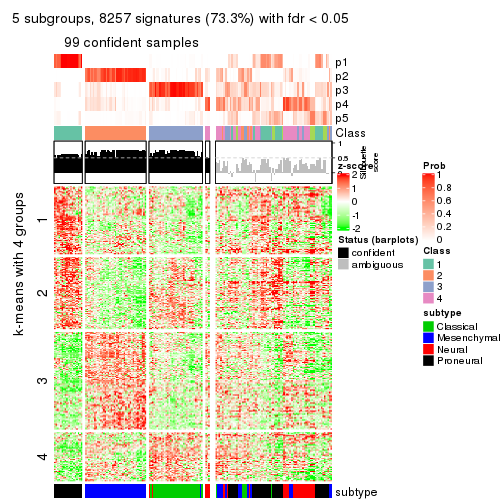 5 subgroups, 8257 signatures (73.3%) with fdr < 0.05
99 confident samples
p1
p2
p3
p4
p5
Class
1
0.5
0
Silhouette
score
k-means with 4 groups
1
2
3
4
subtype
z-score
2
1
0
-1
-2
Status (barplots)
confident
ambiguous
Prob
1
0.8
0.6
0.4
0.2
0
Class
1
2
3
4
subtype
Classical
Mesenchymal
Neural
Proneural